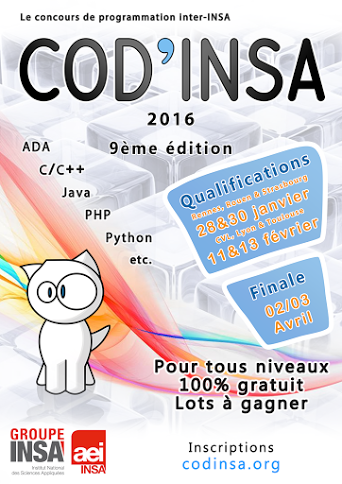 Le concours de programmation inter-INSA
COD'INSA
2016
9ème édition
ADA
C/C++
Java
PHP
Python
etc.
Qualifications
Rennes, Rouen & Strasbourg
28&30 janvier
CVL, Lyon & Toulouse
11&13 février
Finale
02/03
Avril
Pour tous niveaux
100% gratuit
Lots à gagner
GROUPE
INSA
Institut National
des Sciences Appliquées
aei
INSA
Inscriptions
codinsa.org